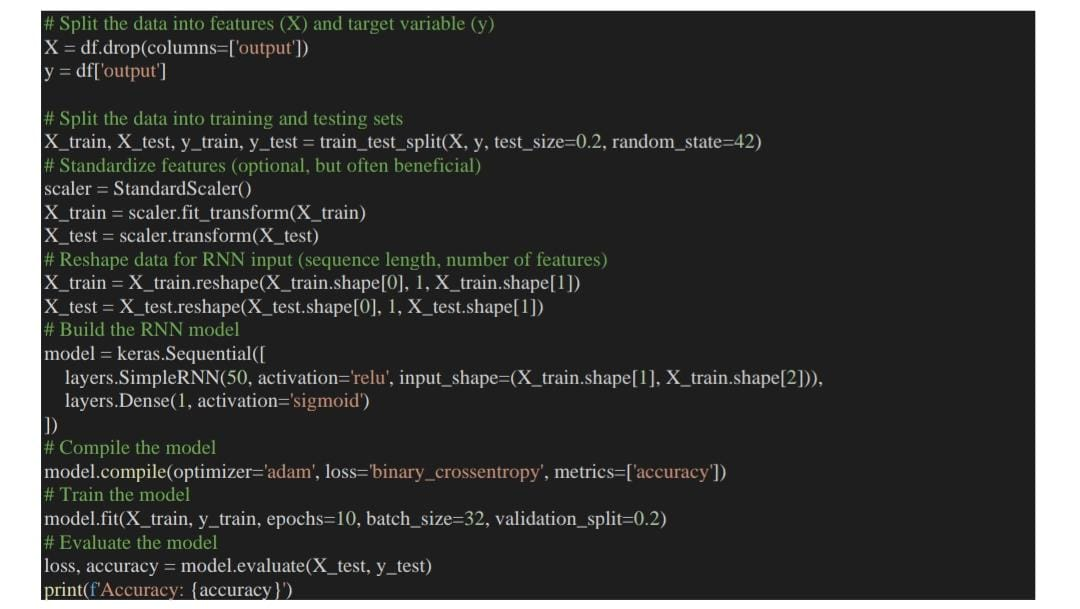 # Split the data into features (X) and target variable (y)
X = df.drop(columns=['output'])
y = df['output']
# Split the data into training and testing sets
X_train, X_test, y_train, y_test = train_test_split(X, y, test_size=0.2, random_state=42)
# Standardize features (optional, but often beneficial)
scaler = StandardScaler()
X_train = scaler.fit_transform(X_train)
X_test = scaler.transform(X_test)
# Reshape data for RNN input (sequence length, number of features)
X_train = X_train.reshape(X_train.shape[0], 1, X_train.shape[1])
X_test = X_test.reshape(X_test.shape[0], 1, X_test.shape[1])
# Build the RNN model
model = keras.Sequential([
    layers.SimpleRNN(50, activation='relu', input_shape=(X_train.shape[1], X_train.shape[2])),
    layers.Dense(1, activation='sigmoid')
])
# Compile the model
model.compile(optimizer='adam', loss='binary_crossentropy', metrics=['accuracy'])
# Train the model
model.fit(X_train, y_train, epochs=10, batch_size=32, validation_split=0.2)
# Evaluate the model
loss, accuracy = model.evaluate(X_test, y_test)
print(f'Accuracy: {accuracy}')